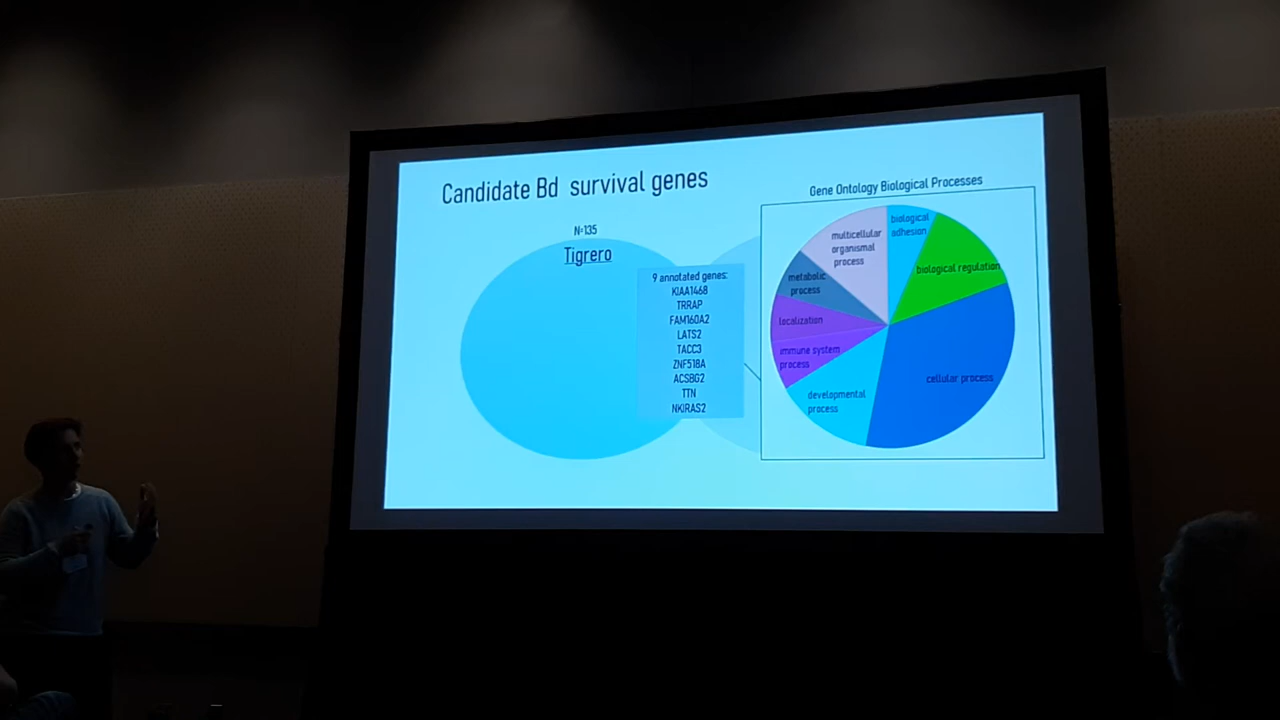 Candidate Bd survival genes
N=135
Tigrero
9 annotated genes:
KIAA1468
TRRAP
FAM160A2
LATS2
TACC3
ZNF518A
ACSBG2
TTN
NKIRAS2
Gene Ontology Biological Processes
biological
adhesion
biological regulation
cellular process
developmental
process
immune system
process
localization
metabolic
process
multicellular
organismal
process